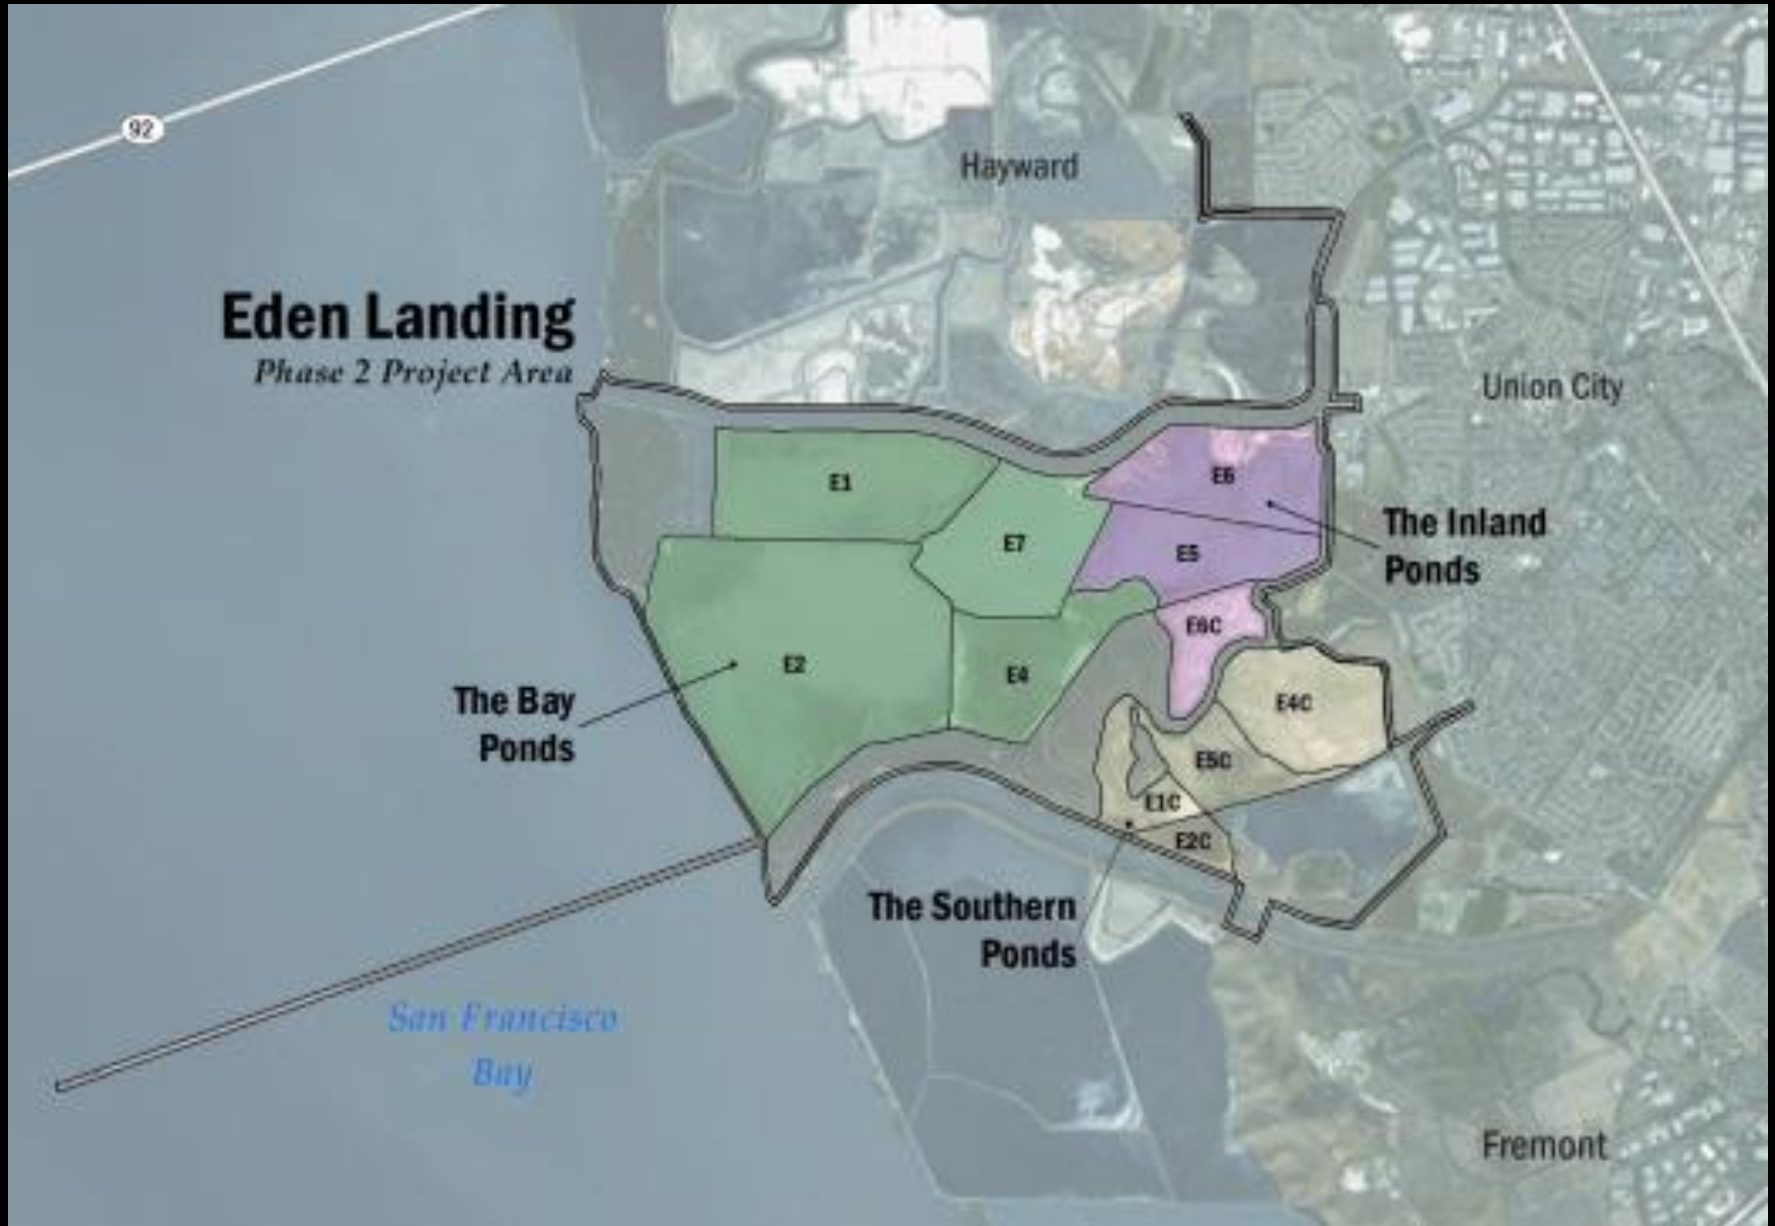 92
Hayward
Eden Landing
Phase 2 Project Area
Union City
E1
E6
The Inland
Ponds
E7
E5
E6C
E2
E4
The Bay
Ponds
E4C
E5C
E1C
E2C
The Southern
Ponds
San Francisco
Bay
Fremont